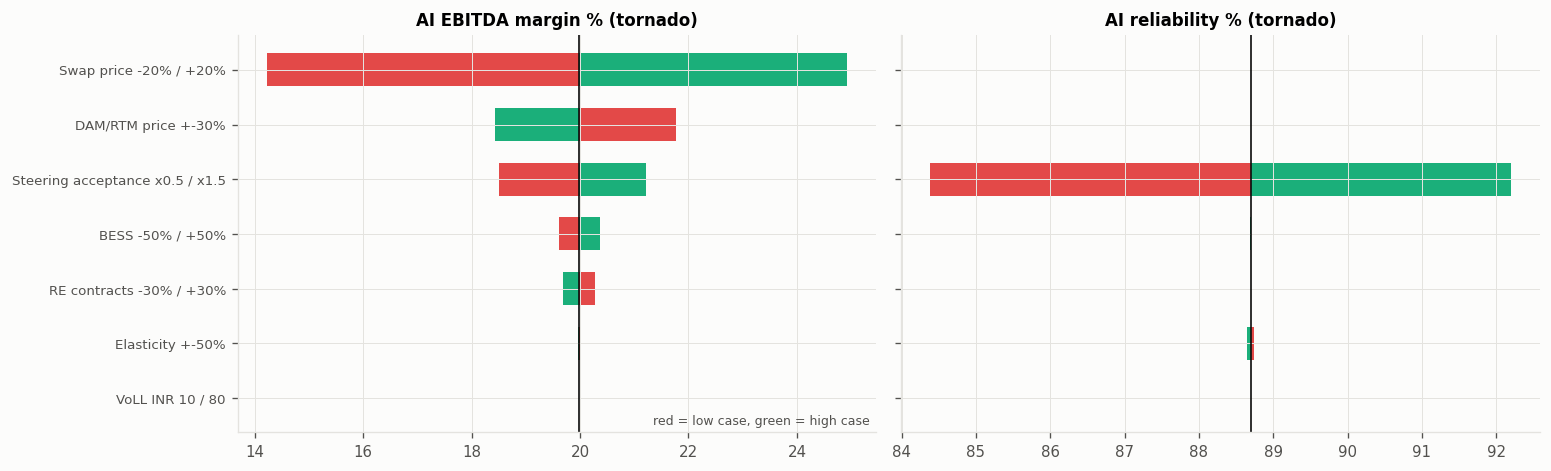 AI EBITDA margin % (tornado)
Swap price -20% / +20%
DAM/RTM price +-30%
Steering acceptance x0.5 / x1.5
BESS -50% / +50%
RE contracts -30% / +30%
Elasticity +-50%
VoLL INR 10 / 80
red = low case, green = high case
14 16 18 20 22 24
AI reliability % (tornado)
84 85 86 87 88 89 90 91 92